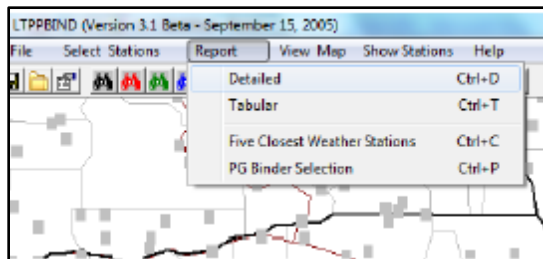 LTPPBIND (Version 3.1 Beta - September 15, 2005)
File Select Stations Report View Map Show Stations Help
Detailed Ctrl+D
Tabular Ctrl+T
Five Closest Weather Stations Ctrl+C
PG Binder Selection Ctrl+P